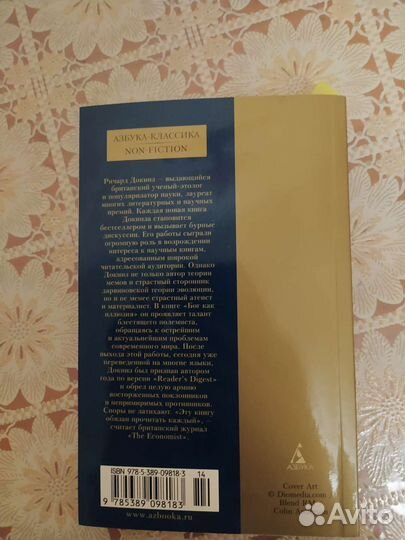 АЗБУКА-КЛАССИКА
NON-FICTION
Ричард Докинз — выдающийся
британский ученый-этолог
и популяризатор науки, лауреат
многих литературных и научных
премий. Каждая новая книга
Докинза становится
бестселлером и вызывает бурные
дискуссии. Его работы сыграли
огромную роль в возрождении
интереса к научным книгам,
адресованным широкой
читательской аудитории. Однако
Докинз не только автор теории
мемов и страстный сторонник
дарвиновской теории эволюции,
но и не менее страстный атеист
и материалист. В книге «Бог как
иллюзия» он проявляет талант
блестящего полемиста,
обращаясь к острейшим
и актуальнейшим проблемам
современного мира. После
выхода этой работы, сегодня уже
переведенной на многие языки,
Докинз был признан автором
года по версии «Reader's Digest»
и обрел целую армию
восторженных поклонников
и непримиримых противников.
Споры не затихают. «Эту книгу
обязан прочитать каждый», —
считает британский журнал
«The Economist».
ISBN 978-5-389-09818-3
14
9 785389 098183
www.azbooka.ru
АЗБУКА
Cover Art
© Diomedia.com
Blend RM
Colin
Avito